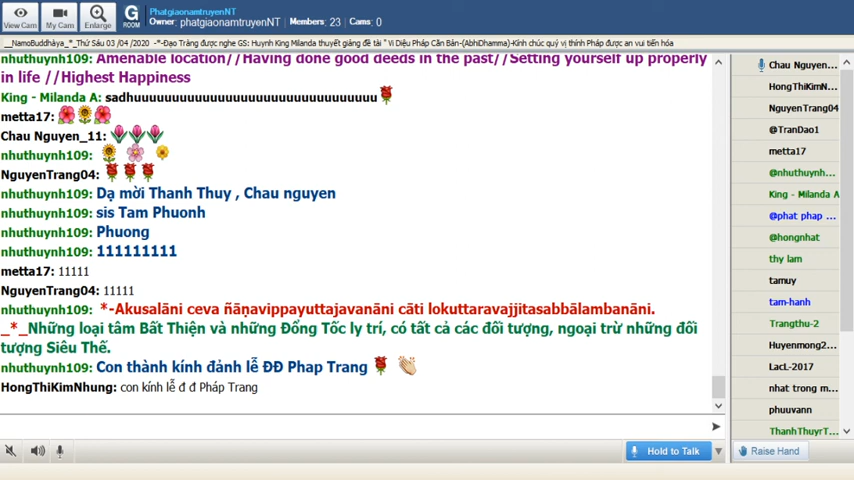 View Cam
My Cam
Enlarge
G
ROOM
PhatgiaonamtruyenNT
Owner: phatgiaonamtruyenNT | Members: 23 | Cams: 0
__NamoBuddhàya_*_Thứ Sáu 03 /04 /2020 -*-Đạo Tràng được nghe GS: Huynh King Milanda thuyết giảng đề tài " Vi Diệu Pháp Căn Bản-(AbhiDhamma)-Kính chúc quý vị thính Pháp được an vui tiến hóa
nhuthuynh109: Amenable location//Having done good deeds in the past//Setting yourself up properly
in life //Highest Happiness
King - Milanda A: sadhuuuuuuuuuuuuuuuuuuuuuuuuuuuuuuuu
metta17:
Chau Nguyen_11:
nhuthuynh109:
NguyenTrang04:
nhuthuynh109: Dạ mời Thanh Thuy , Chau nguyen
nhuthuynh109: sis Tam Phuonh
nhuthuynh109: Phuong
nhuthuynh109: 111111111
metta17: 11111
NguyenTrang04: 11111
nhuthuynh109: *-Akusalāni ceva ñāṇavippayuttajavanāni cāti lokuttaravajjitasabbālambanāni.
_*_Những loại tâm Bất Thiện và những Đổng Tốc ly trí, có tất cả các đối tượng, ngoại trừ những đối
tượng Siêu Thế.
nhuthuynh109: Con thành kính đảnh lễ ĐĐ Phap Trang
HongThiKimNhung: con kính lễ đ đ Pháp Trang
Chau Nguyen...
HongThiKimN...
NguyenTrang04
@TranDao1
metta17
@nhuthuynh...
King - Milanda A
@phat phap ...
@hongnhat
thy lam
tamuy
tam-hanh
Trangthu-2
Huyenmong2...
LacL-2017
nhat trong m...
phuuvann
ThanhThuyrT...
Hold to Talk
Raise Hand